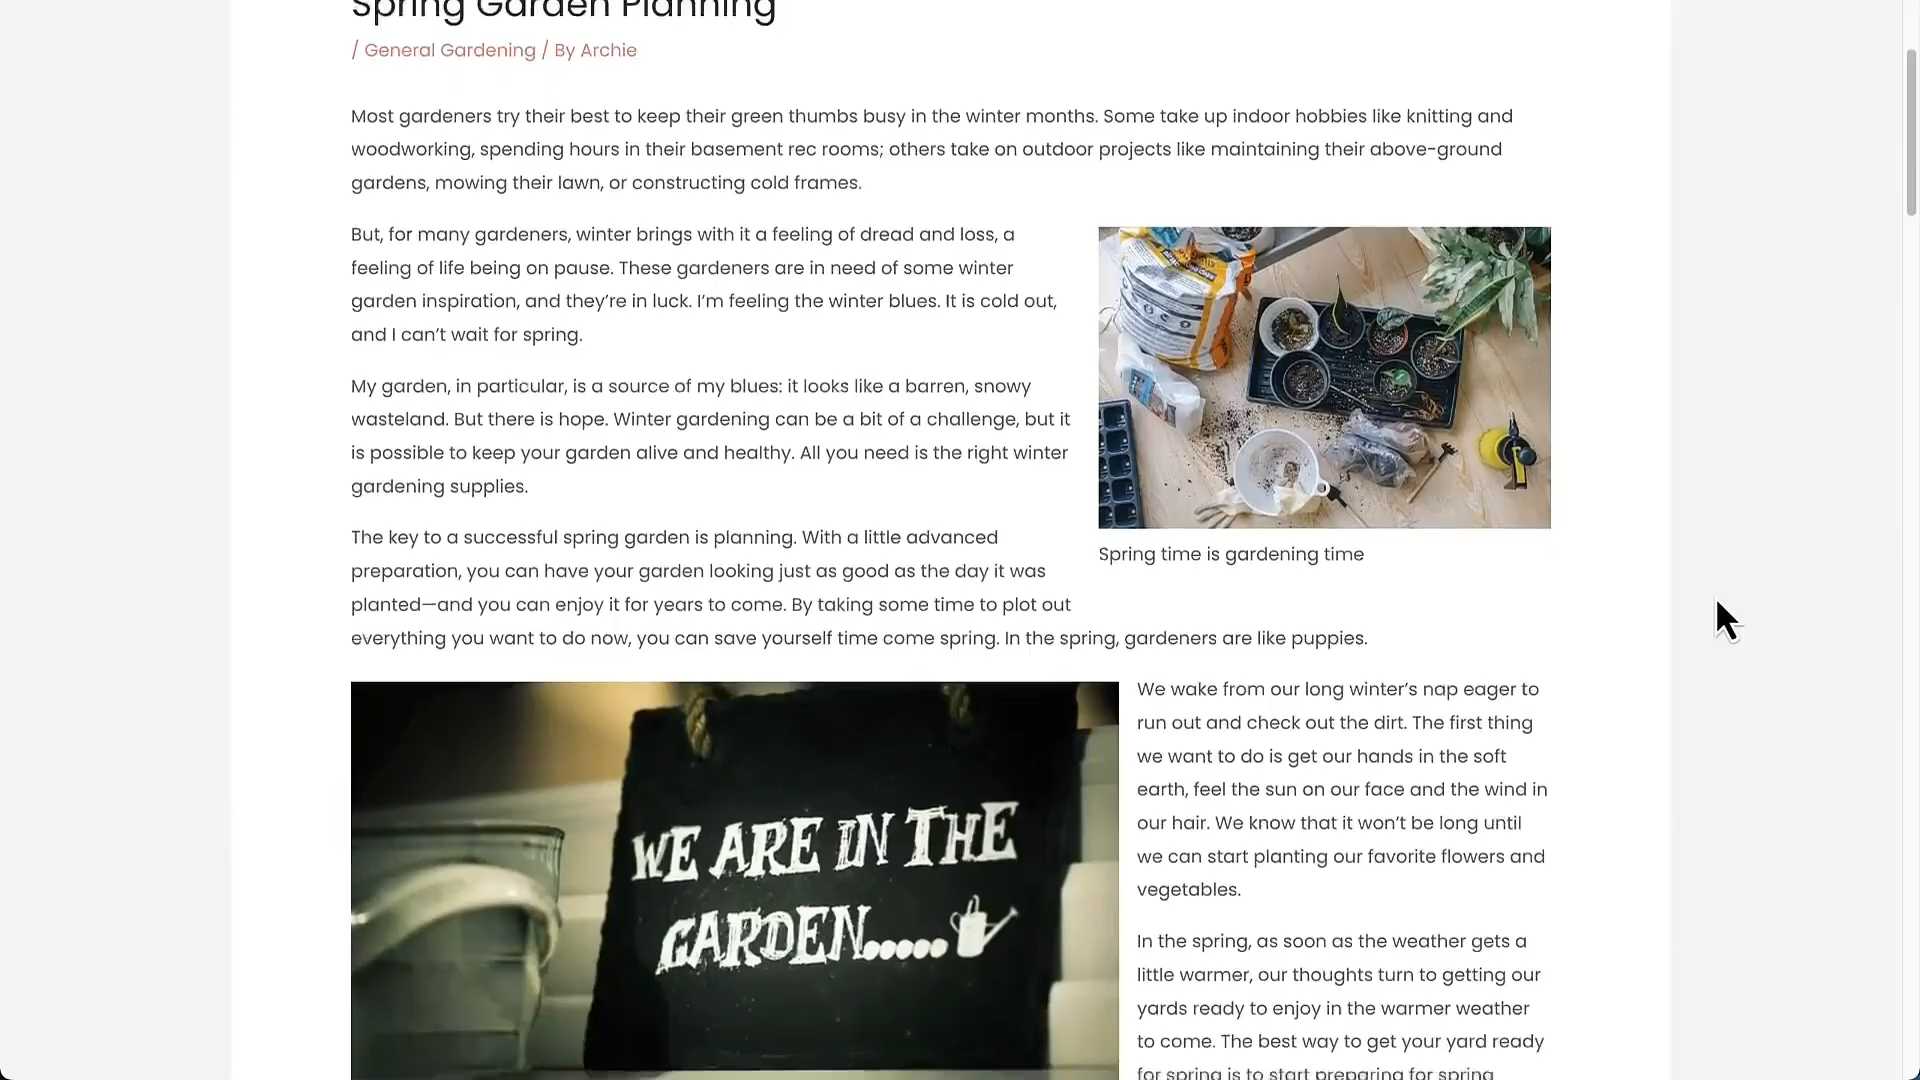 Spring Garden Planning
/ General Gardening / By Archie
Most gardeners try their best to keep their green thumbs busy in the winter months. Some take up indoor hobbies like knitting and
woodworking, spending hours in their basement rec rooms; others take on outdoor projects like maintaining their above-ground
gardens, mowing their lawn, or constructing cold frames.
But, for many gardeners, winter brings with it a feeling of dread and loss, a
feeling of life being on pause. These gardeners are in need of some winter
garden inspiration, and they’re in luck. I’m feeling the winter blues. It is cold out,
and I can’t wait for spring.
My garden, in particular, is a source of my blues: it looks like a barren, snowy
wasteland. But there is hope. Winter gardening can be a bit of a challenge, but it
is possible to keep your garden alive and healthy. All you need is the right winter
gardening supplies.
The key to a successful spring garden is planning. With a little advanced
preparation, you can have your garden looking just as good as the day it was
planted—and you can enjoy it for years to come. By taking some time to plot out
everything you want to do now, you can save yourself time come spring. In the spring, gardeners are like puppies.
Spring time is gardening time
WE ARE IN THE
GARDEN.....
We wake from our long winter’s nap eager to
run out and check out the dirt. The first thing
we want to do is get our hands in the soft
earth, feel the sun on our face and the wind in
our hair. We know that it won’t be long until
we can start planting our favorite flowers and
vegetables.
In the spring, as soon as the weather gets a
little warmer, our thoughts turn to getting our
yards ready to enjoy in the warmer weather
to come. The best way to get your yard ready
for spring is to start preparing for spring